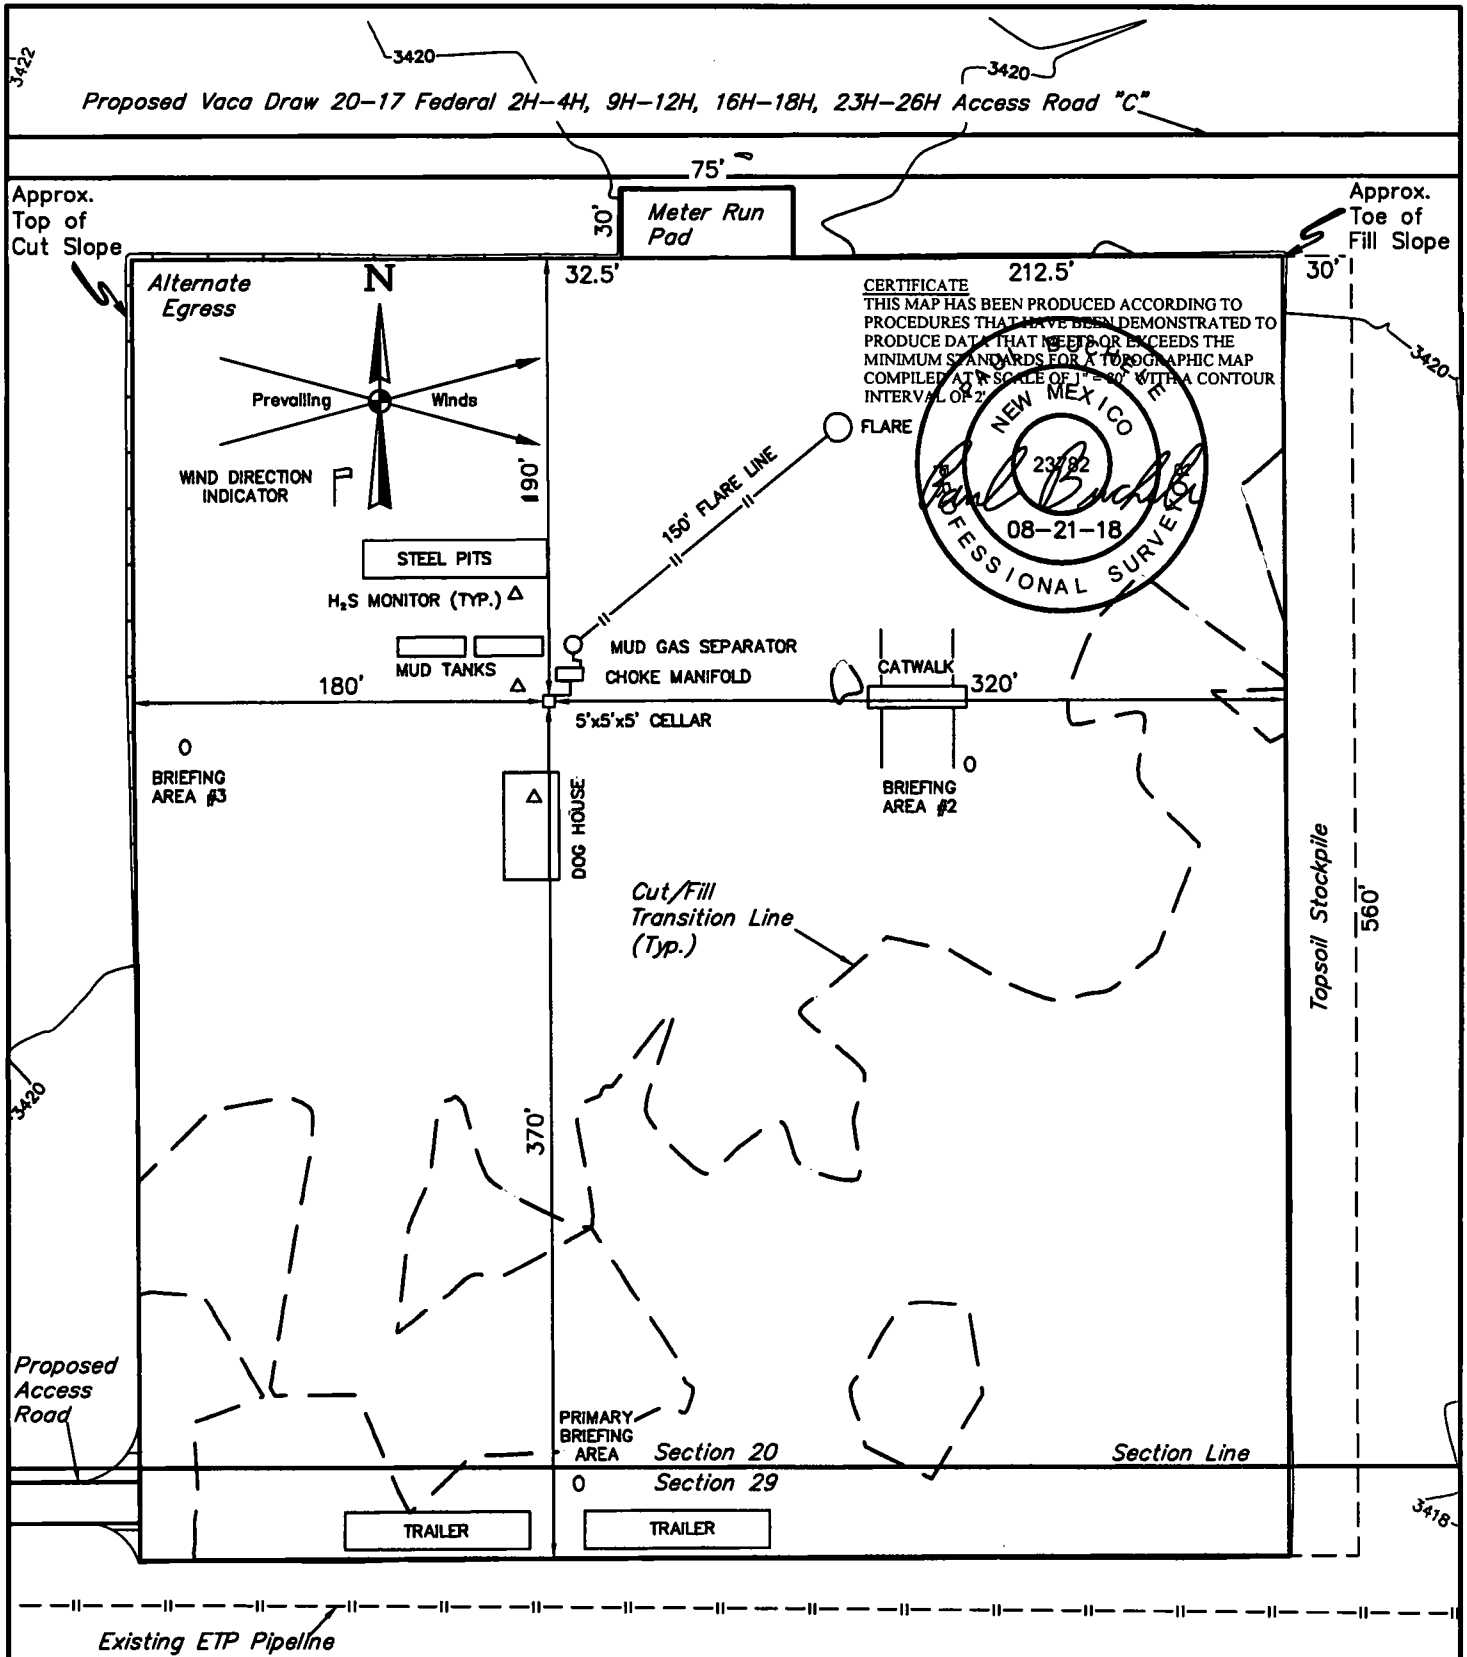 3422
3420
3420
Proposed Vaca Draw 20-17 Federal 2H-4H, 9H-12H, 16H-18H, 23H-26H Access Road "C"
75'
Approx.
Top of
Cut Slope
30'
Meter Run
Pad
Approx.
Toe of
Fill Slope
Alternate
Egress
N
32.5'
212.5'
30'
CERTIFICATE
THIS MAP HAS BEEN PRODUCED ACCORDING TO
PROCEDURES THAT HAVE BEEN DEMONSTRATED TO
PRODUCE DATA THAT MEETS OR EXCEEDS THE
MINIMUM STANDARDS FOR A TOPOGRAPHIC MAP
COMPILED AT A SCALE OF 1" = 60' WITH A CONTOUR
INTERVAL OF 2'.
3420
Prevailing Winds
WIND DIRECTION
INDICATOR
190'
FLARE
150' FLARE LINE
PAUL BUCHELE
NEW MEXICO
23782
Paul Buchele
08-21-18
PROFESSIONAL SURVEYOR
STEEL PITS
H₂S MONITOR (TYP.)
MUD TANKS
MUD GAS SEPARATOR
CHOKE MANIFOLD
CATWALK
180'
320'
5'x5'x5' CELLAR
BRIEFING
AREA #3
BRIEFING
AREA #2
DOG HOUSE
Cut/Fill
Transition Line
(Typ.)
Topsoil Stockpile
560'
3420
370'
Proposed
Access
Road
PRIMARY
BRIEFING
AREA
Section 20
Section Line
Section 29
3418
TRAILER
TRAILER
Existing ETP Pipeline